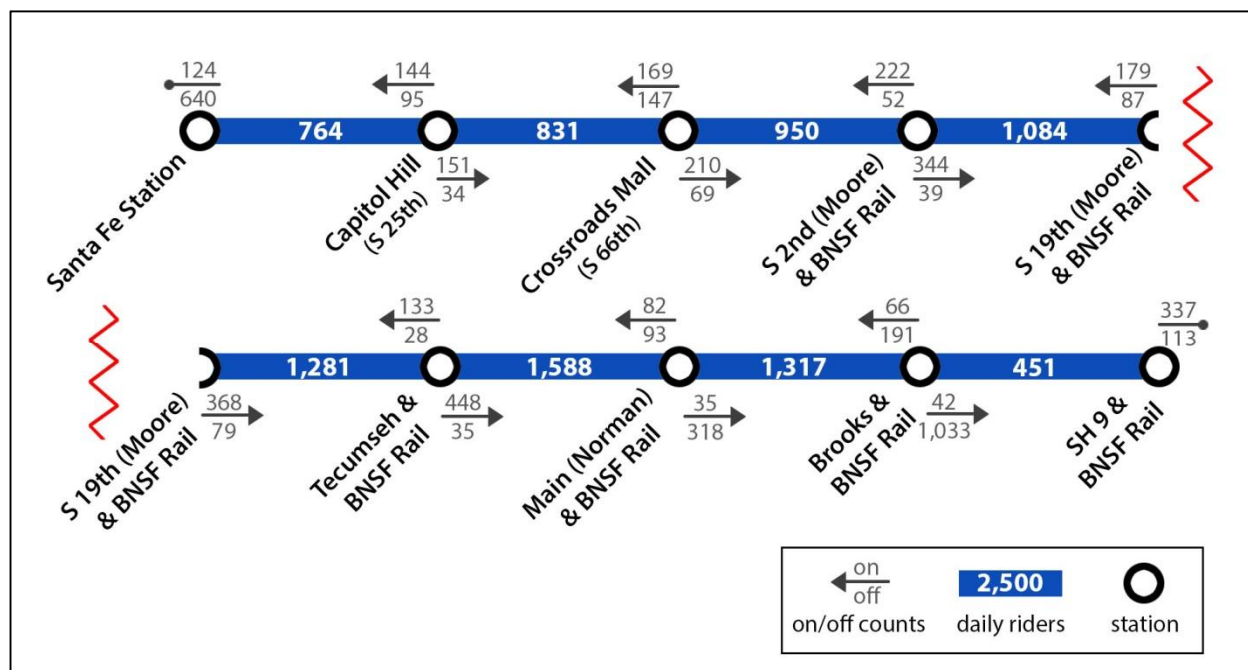 124
640
144
95
169
147
222
52
179
87
764
831
950
1,084
151
34
210
69
344
39
Santa Fe Station
Capitol Hill
(S 25th)
Crossroads Mall
(S 66th)
S 2nd (Moore)
& BNSF Rail
S 19th (Moore)
& BNSF Rail
133
28
82
93
66
191
337
113
1,281
1,588
1,317
451
368
79
448
35
35
318
42
1,033
S 19th (Moore)
& BNSF Rail
Tecumseh &
BNSF Rail
Main (Norman)
& BNSF Rail
Brooks &
BNSF Rail
SH 9 &
BNSF Rail
on
off
2,500
on/off counts
daily riders
station